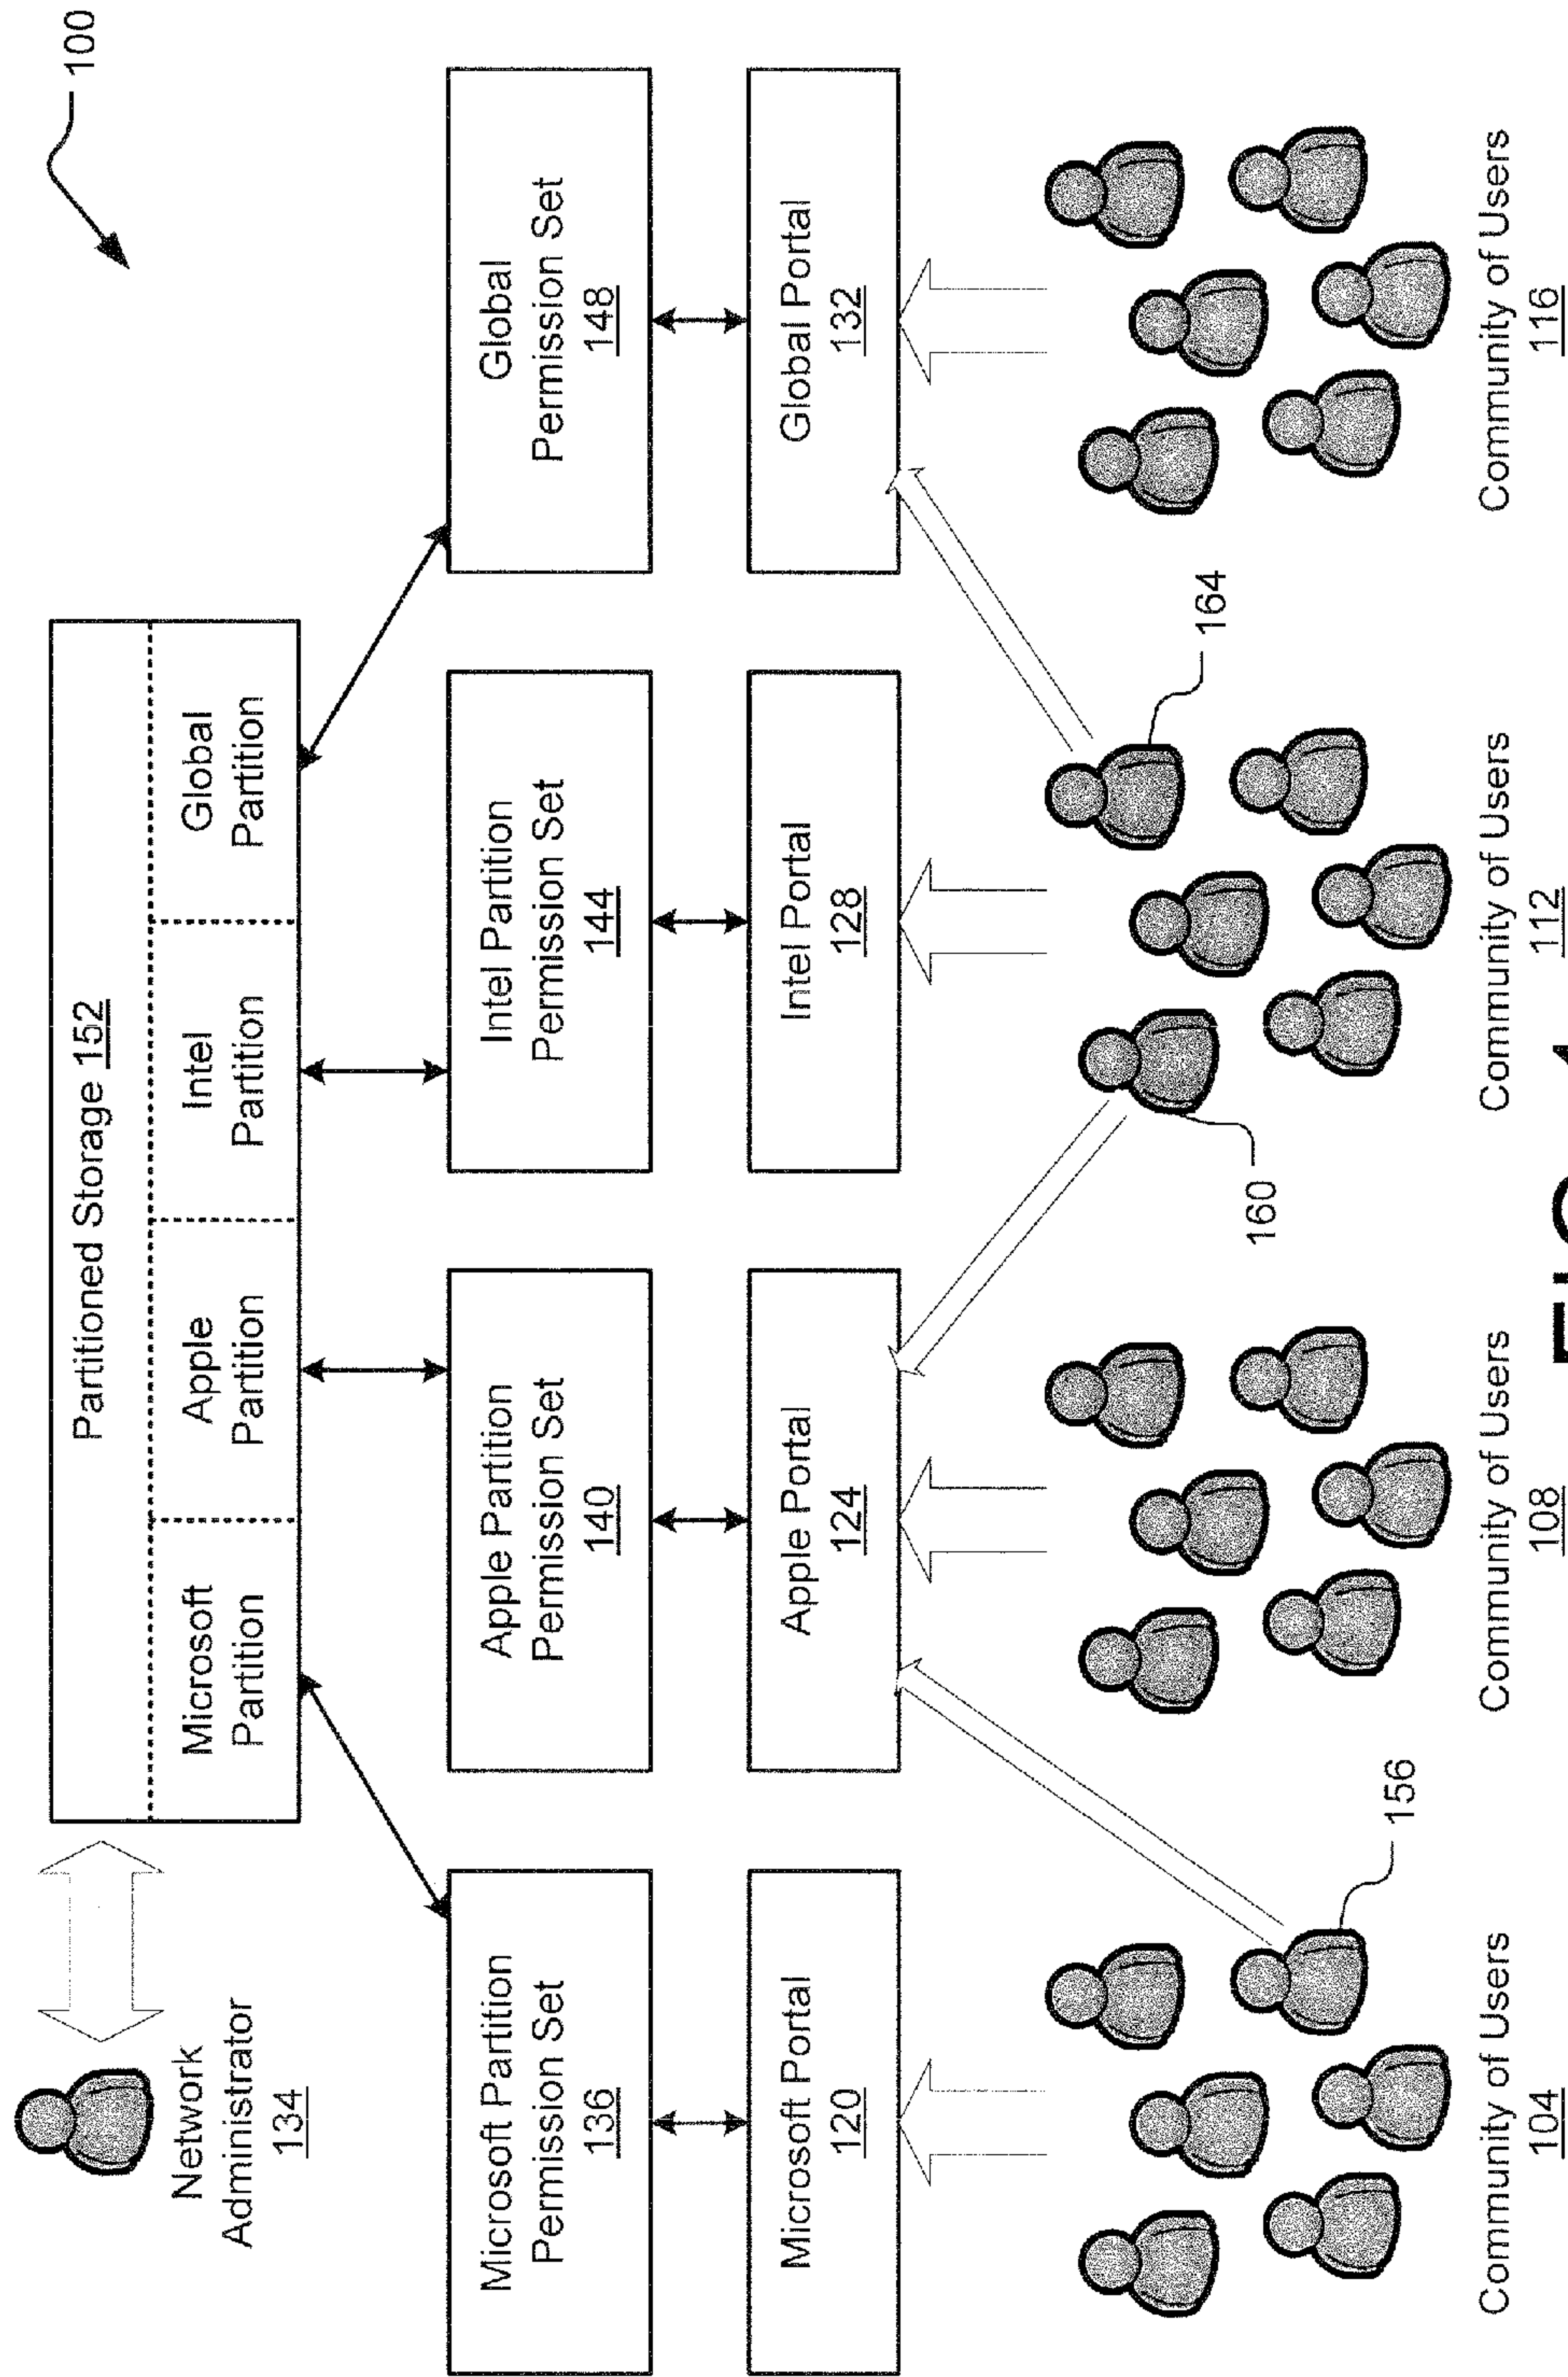 100
Network
Administrator
134
Partitioned Storage 152
Microsoft
Partition
Apple
Partition
Intel
Partition
Global
Partition
Microsoft Partition
Permission Set
136
Apple Partition
Permission Set
140
Intel Partition
Permission Set
144
Global
Permission Set
148
Microsoft Portal
120
Apple Portal
124
Intel Portal
128
Global Portal
132
156
160
164
Community of Users
104
Community of Users
108
Community of Users
112
Community of Users
116